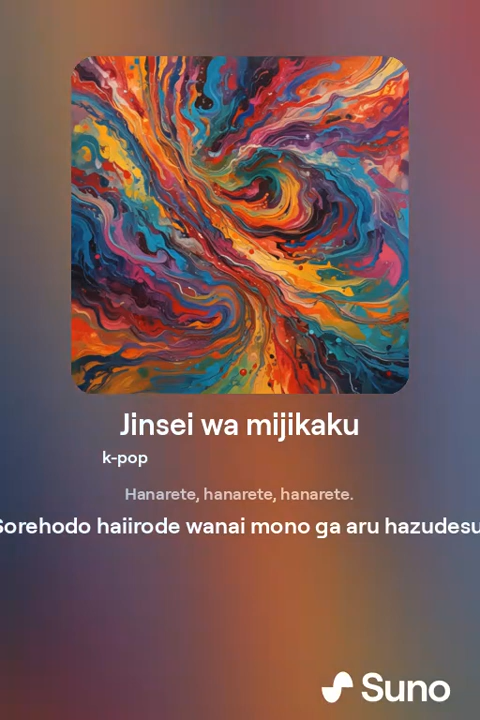 Jinsei wa mijikaku
k-pop
Hanarete, hanarete, hanarete.
Sorehodo haiirode wanai mono ga aru hazudesu
Suno